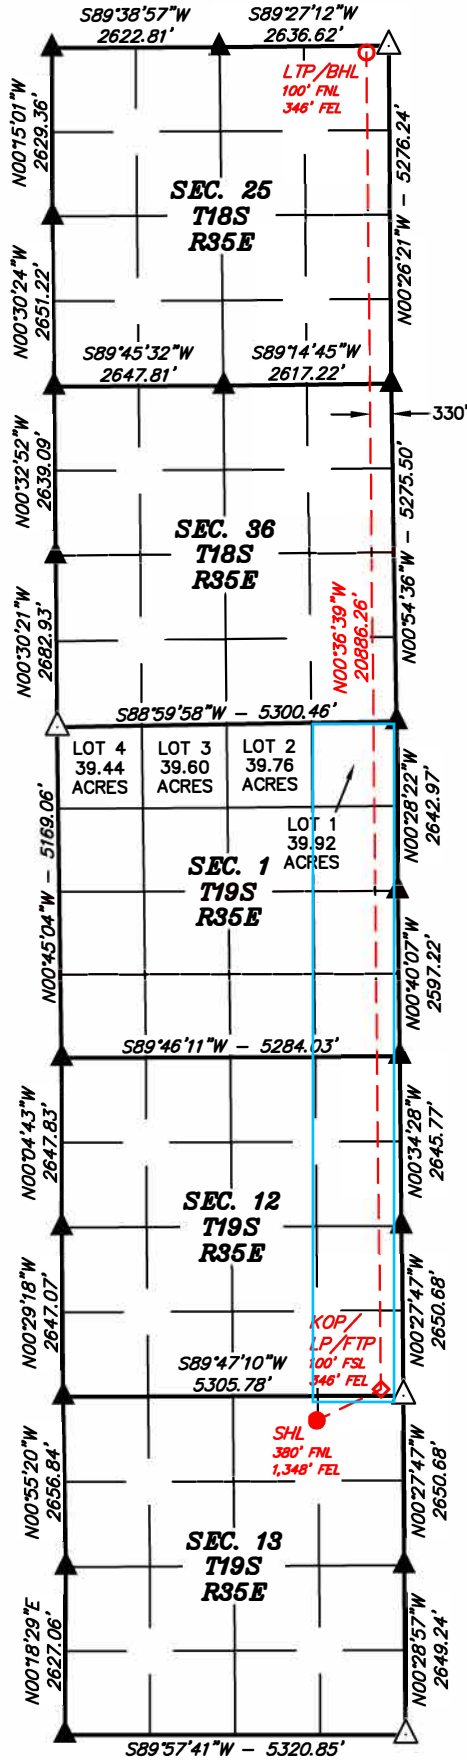 S89°38'57"W
2622.81'
S89°27'12"W
2636.62'
LTP/BHL
100' FNL
346' FEL
N00°15'01"W
2629.36'
N00°26'21"W - 5276.24'
SEC. 25
T18S
R35E
N00°30'24"W
2651.22'
S89°45'32"W
2647.81'
S89°14'45"W
2617.22'
330'
N00°32'52"W
2639.09'
N00°54'36"W - 5275.50'
SEC. 36
T18S
R35E
N00°30'21"W
2682.93'
N00°36'39"W
20886.26'
S88°59'58"W - 5300.46'
LOT 4
39.44
ACRES
LOT 3
39.60
ACRES
LOT 2
39.76
ACRES
LOT 1
39.92
ACRES
N00°28'22"W
2642.97'
N00°45'04"W - 5169.06'
SEC. 1
T19S
R35E
N00°40'07"W
2597.22'
S89°46'11"W - 5284.03'
N00°04'43"W
2647.83'
N00°34'28"W
2645.77'
SEC. 12
T19S
R35E
N00°29'18"W
2647.07'
N00°27'47"W
2650.68'
KOP/
LP/FTP
100' FSL
346' FEL
S89°47'10"W
5305.78'
SHL
380' FNL
1,348' FEL
N00°55'20"W
2656.84'
N00°27'47"W
2650.68'
SEC. 13
T19S
R35E
N00°18'29"E
2627.06'
N00°28'57"W
2649.24'
S89°57'41"W - 5320.85'